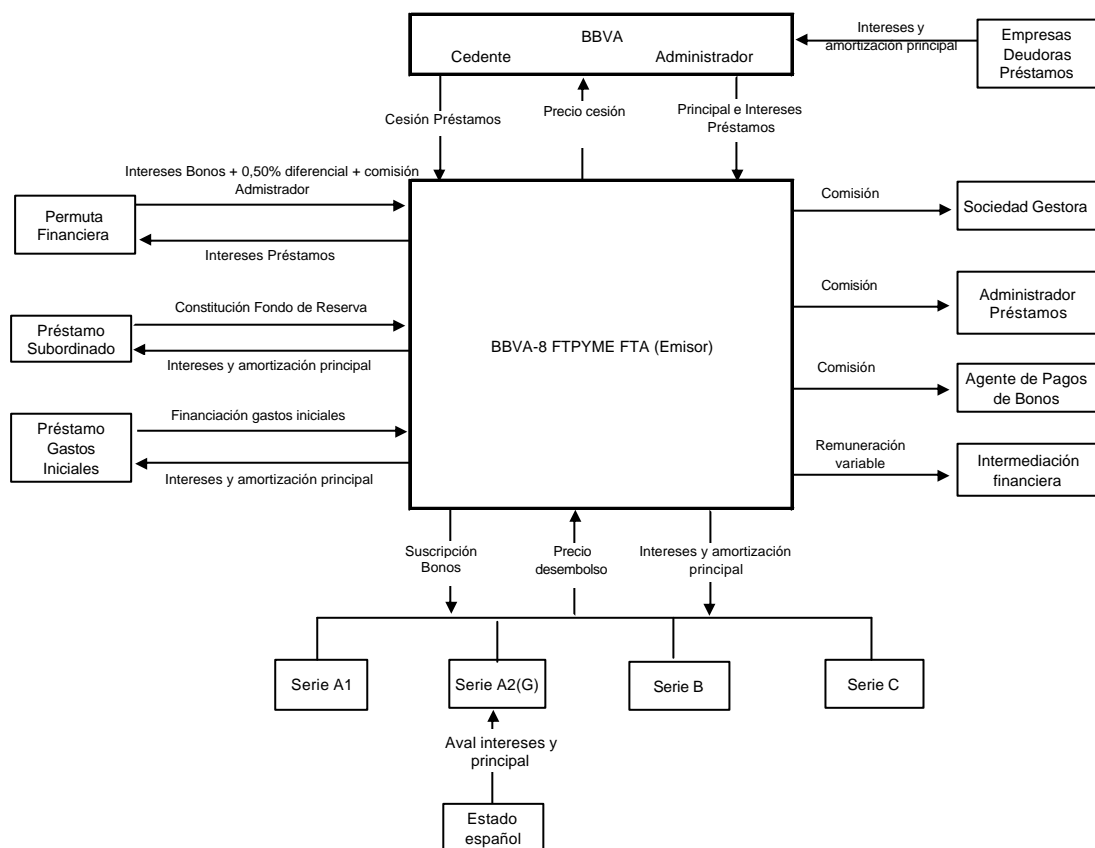 BBVA
Cedente
Administrador
Intereses y
amortización principal
Empresas
Deudoras
Préstamos
Cesión Préstamos
Precio cesión
Principal e Intereses
Préstamos
Intereses Bonos + 0,50% diferencial + comisión
Admistrador
Permuta
Financiera
Intereses Préstamos
Constitución Fondo de Reserva
Préstamo
Subordinado
Intereses y amortización principal
Financiación gastos iniciales
Préstamo
Gastos
Iniciales
Intereses y amortización principal
BBVA-8 FTPYME FTA (Emisor)
Comisión
Sociedad Gestora
Comisión
Administrador
Préstamos
Comisión
Agente de Pagos
de Bonos
Remuneración
variable
Intermediación
financiera
Suscripción
Bonos
Precio
desembolso
Intereses y amortización
principal
Serie A1
Serie A2(G)
Serie B
Serie C
Aval intereses y
principal
Estado
español